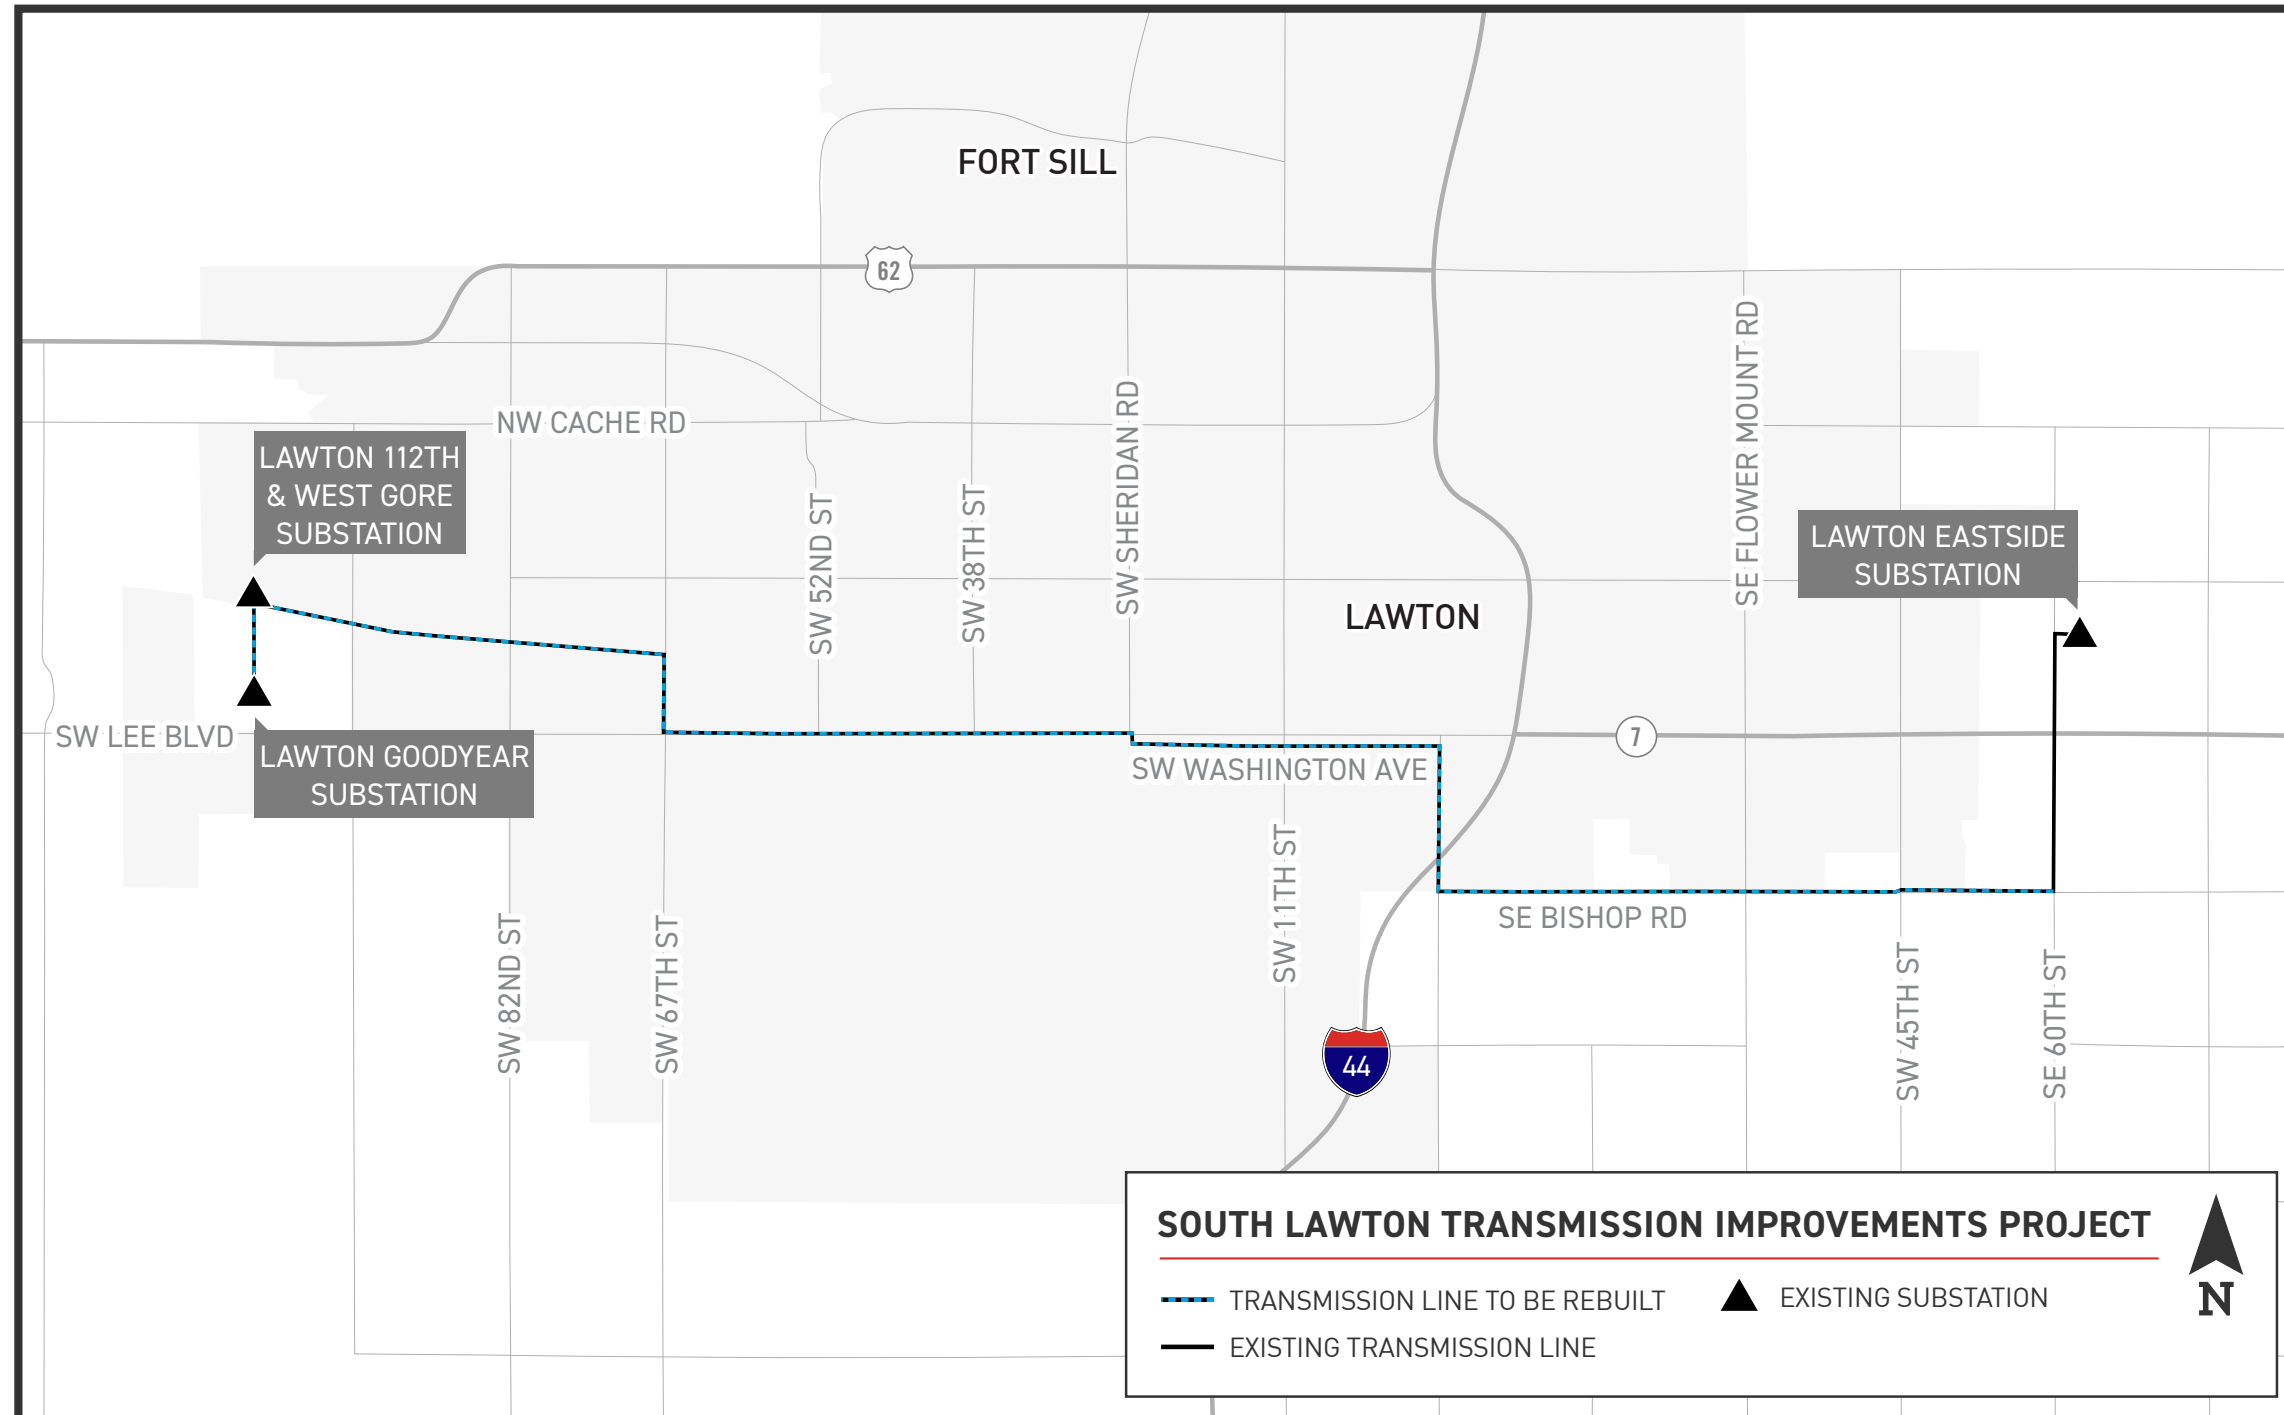 FORT SILL
62
SE FLOWER MOUNT RD
SW SHERIDAN RD
NW CACHE RD
LAWTON 112TH
& WEST GORE
SUBSTATION
SW 52ND ST
SW 38TH ST
LAWTON EASTSIDE
SUBSTATION
LAWTON
SW LEE BLVD
7
LAWTON GOODYEAR
SUBSTATION
SW WASHINGTON AVE
SW 11TH ST
SE BISHOP RD
SW 82ND ST
SW 67TH ST
SW 45TH ST
SE 60TH ST
44
SOUTH LAWTON TRANSMISSION IMPROVEMENTS PROJECT
TRANSMISSION LINE TO BE REBUILT
EXISTING SUBSTATION
EXISTING TRANSMISSION LINE
N